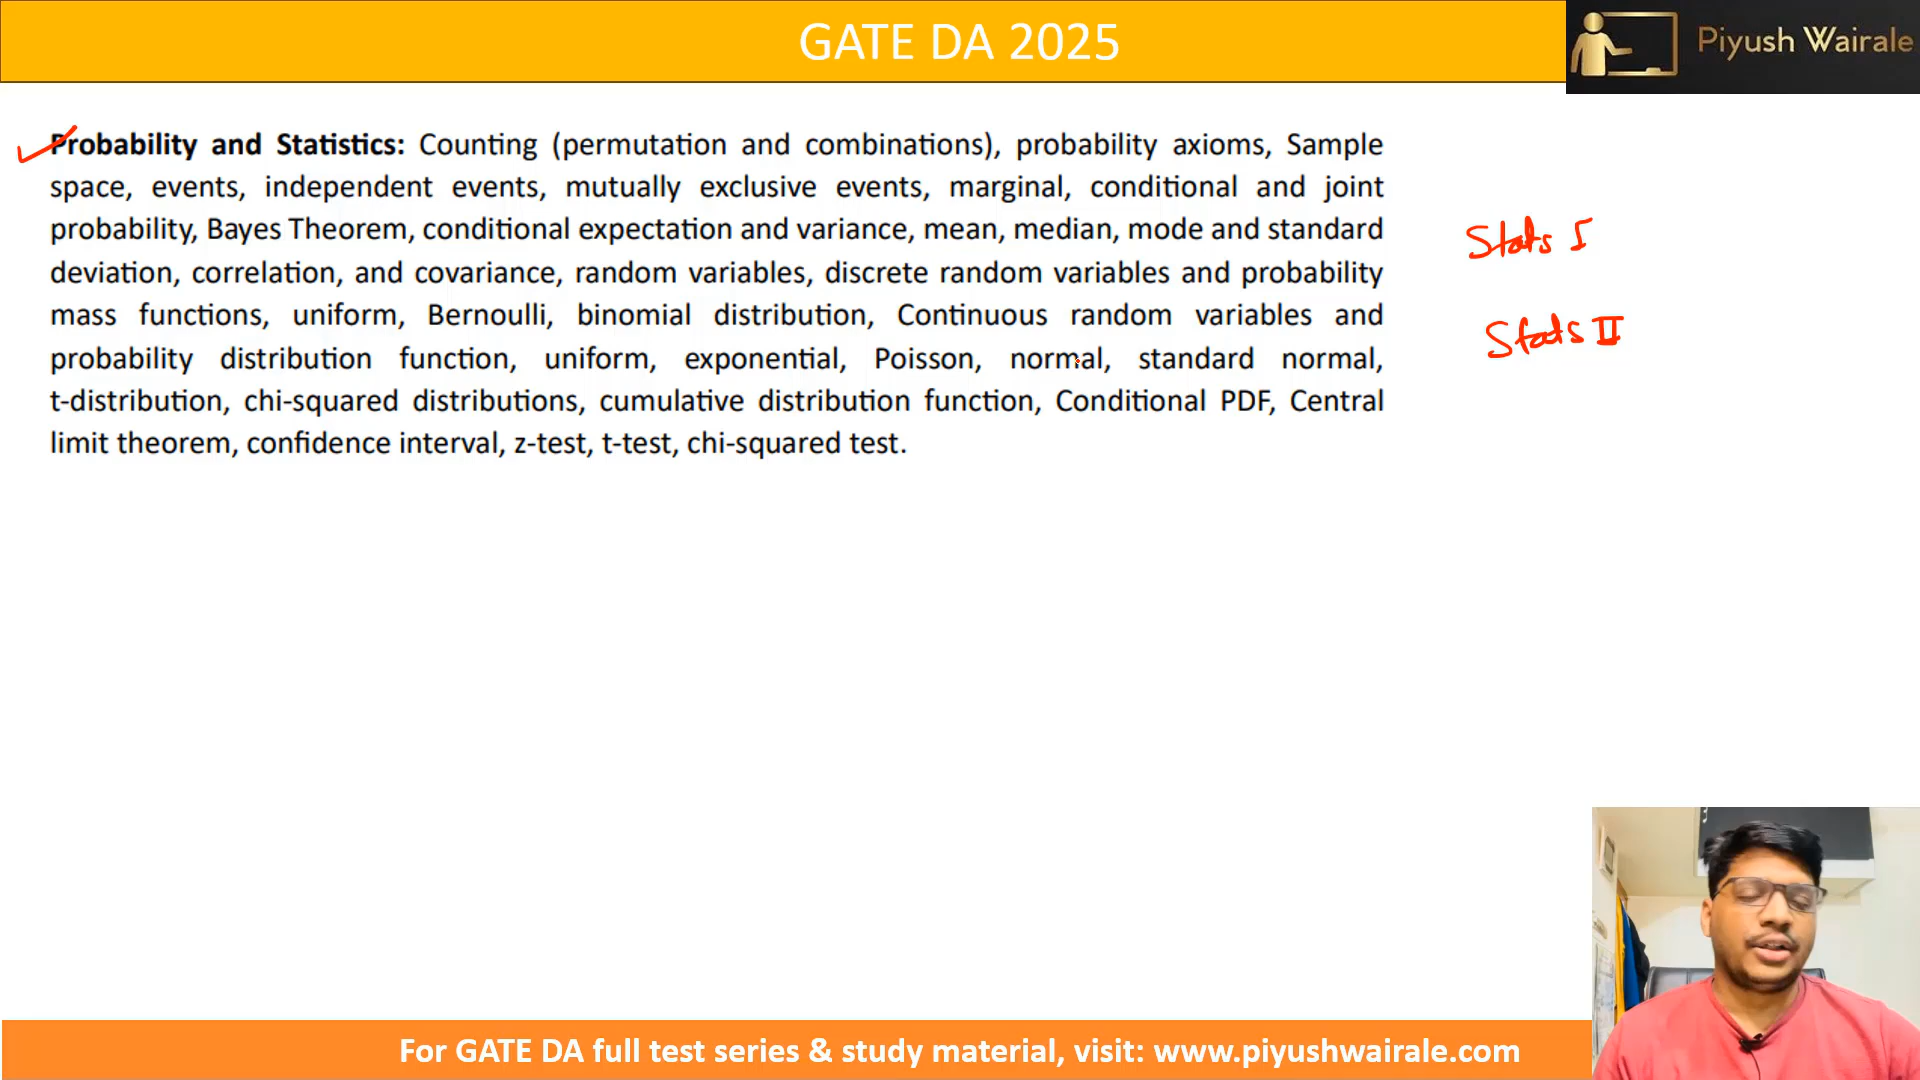 GATE DA 2025
Piyush Wairale
Probability and Statistics: Counting (permutation and combinations), probability axioms, Sample
space, events, independent events, mutually exclusive events, marginal, conditional and joint
probability, Bayes Theorem, conditional expectation and variance, mean, median, mode and standard
deviation, correlation, and covariance, random variables, discrete random variables and probability
mass functions, uniform, Bernoulli, binomial distribution, Continuous random variables and
probability distribution function, uniform, exponential, Poisson, normal, standard normal,
t-distribution, chi-squared distributions, cumulative distribution function, Conditional PDF, Central
limit theorem, confidence interval, z-test, t-test, chi-squared test.
Stats I
Stats II
For GATE DA full test series & study material, visit: www.piyushwairale.com